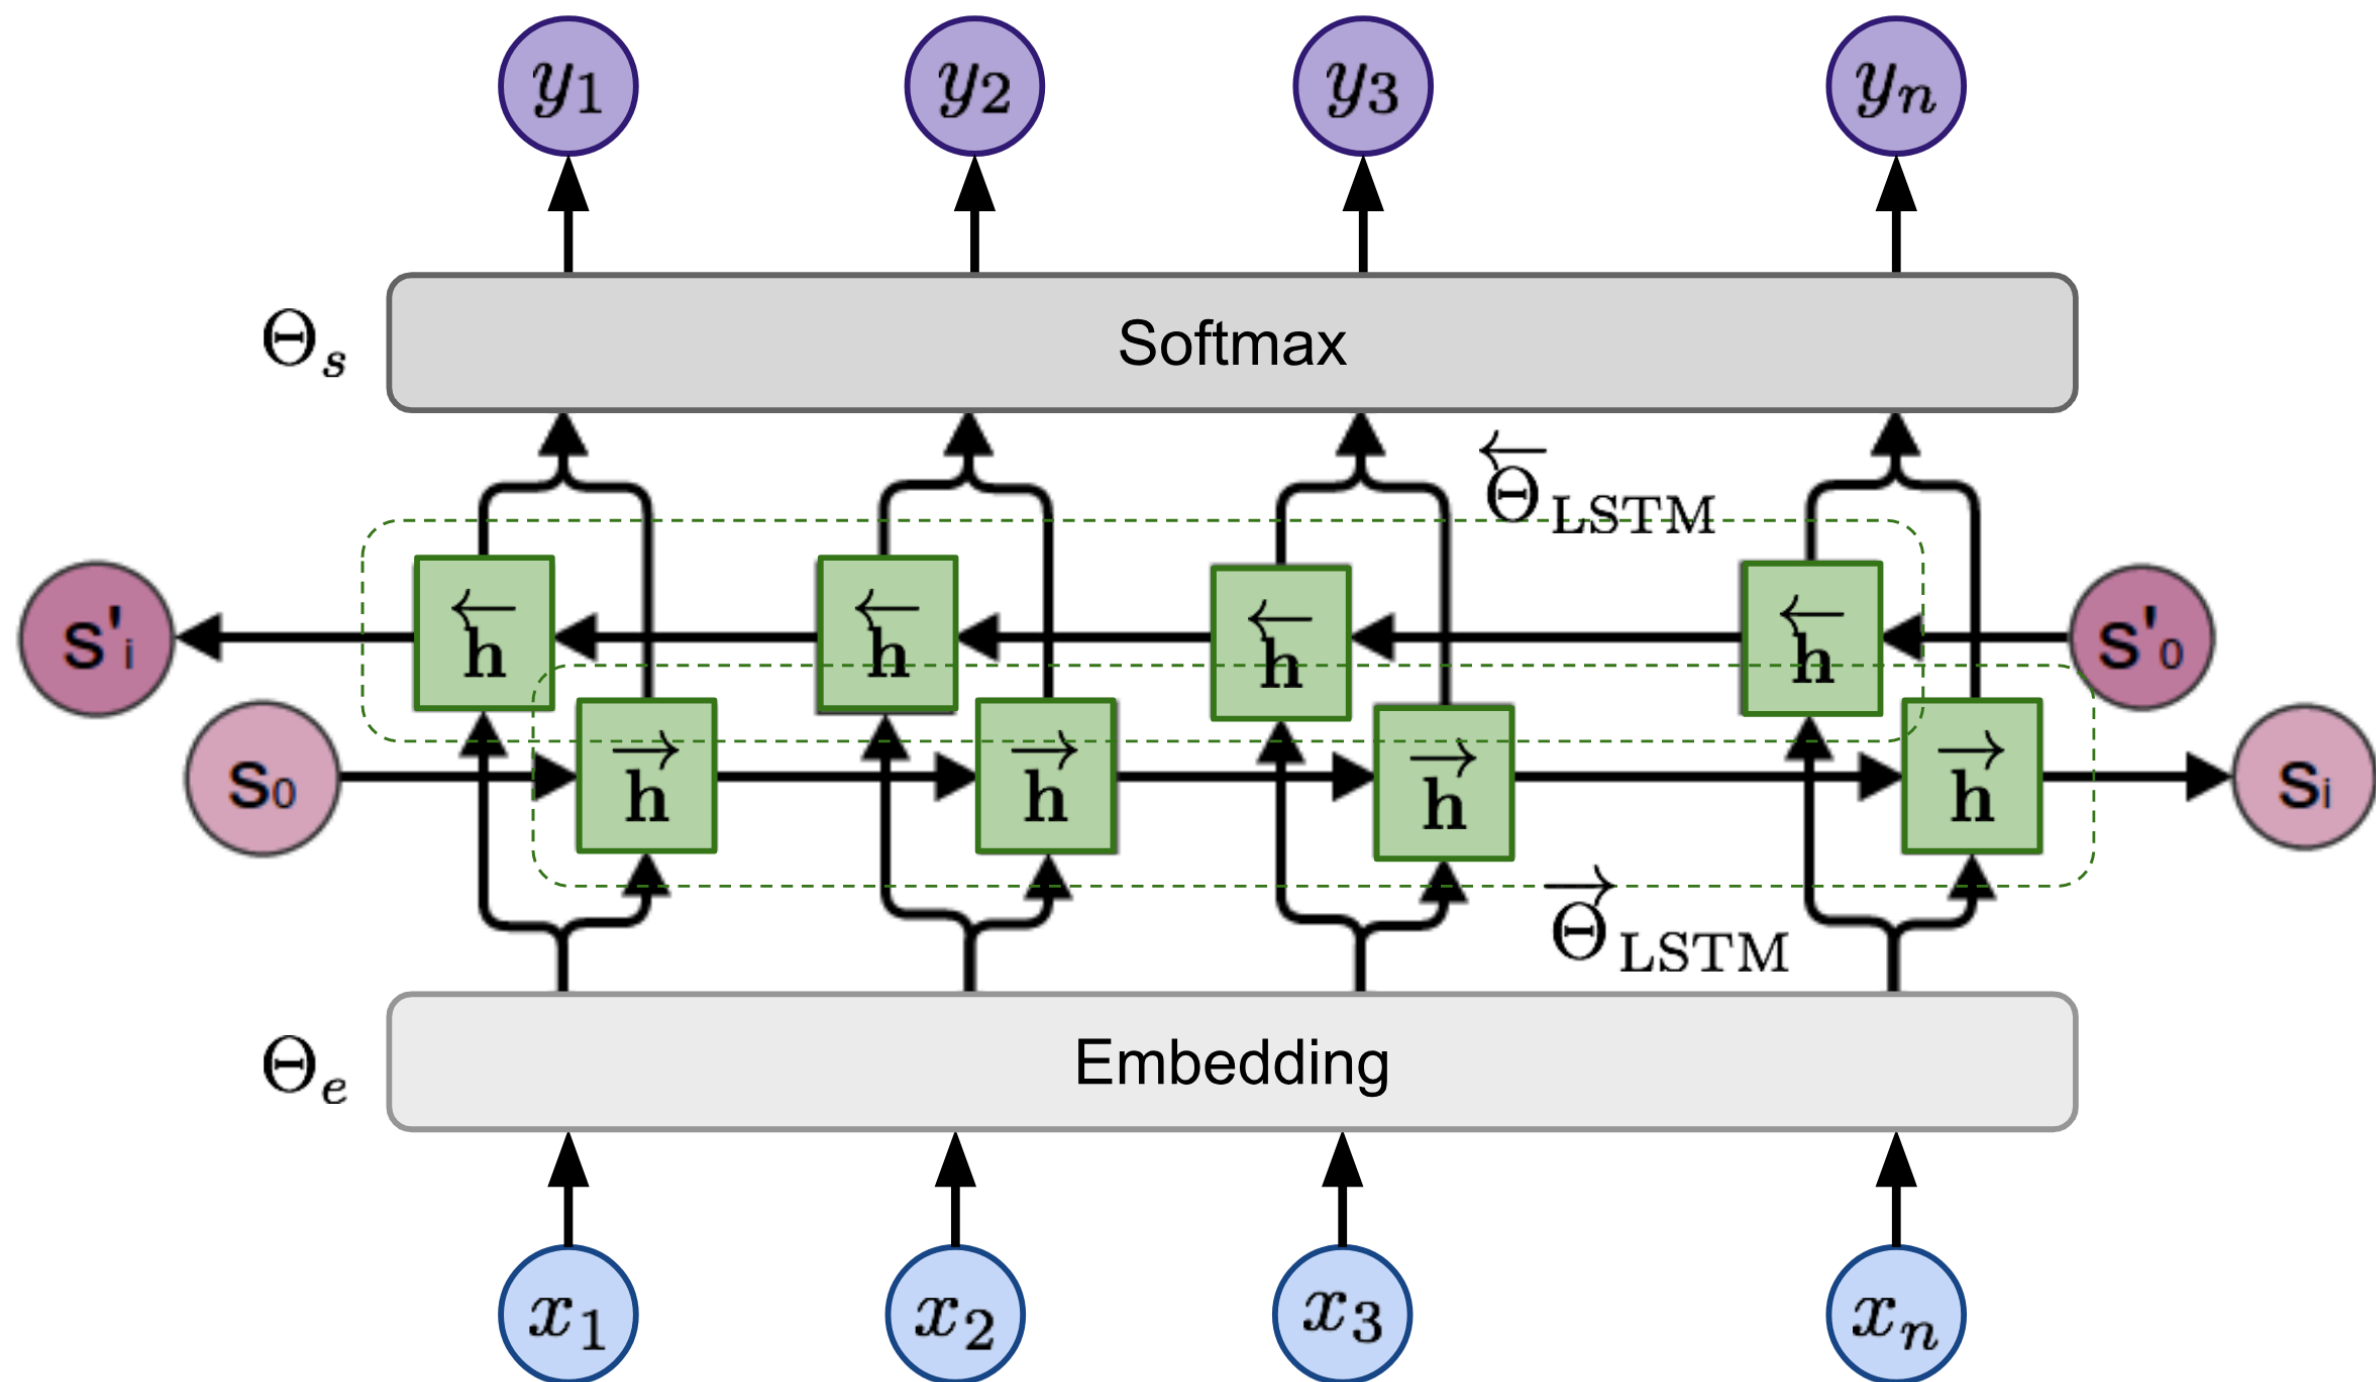 y₁ y₂ y₃ yₙ
Θₛ Softmax
←Θ LSTM
s'ᵢ ←h ←h ←h ←h s'₀
s₀ →h →h →h →h sᵢ
→Θ LSTM
Θₑ Embedding
x₁ x₂ x₃ xₙ